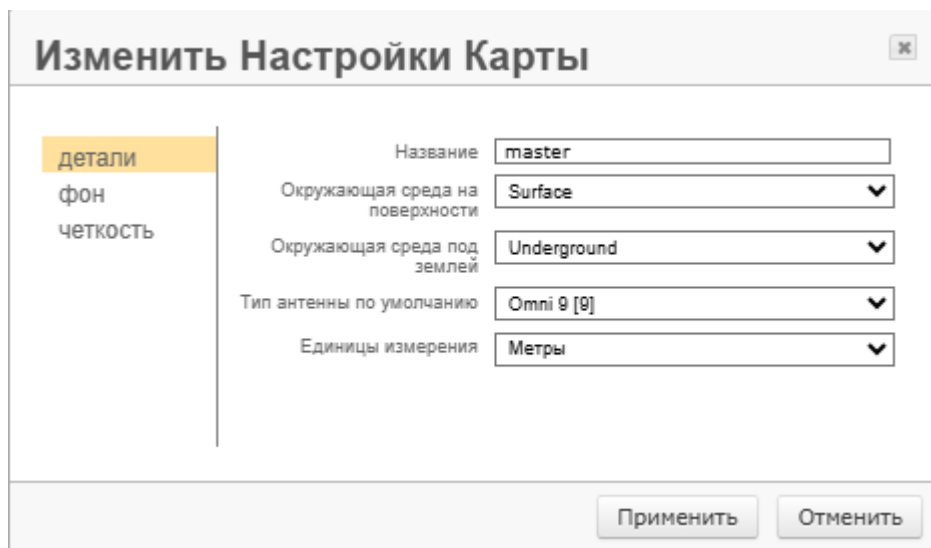 Изменить Настройки Карты
детали
фон
четкость
Название
master
Окружающая среда на
поверхности
Surface
Окружающая среда под
землей
Underground
Тип антенны по умолчанию
Omni 9 [9]
Единицы измерения
Метры
Применить
Отменить